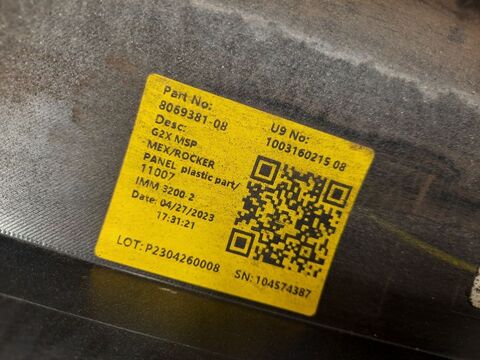 Part No:
8069381-08
Desc:
G2X MSP
MEX/ROCKER
PANEL plastic part/
11007
IMM 3200-2
Date: 04/27/2023
17:31:21
U9 No:
1003160215 08
LOT: P2304260008
SN: 104574387